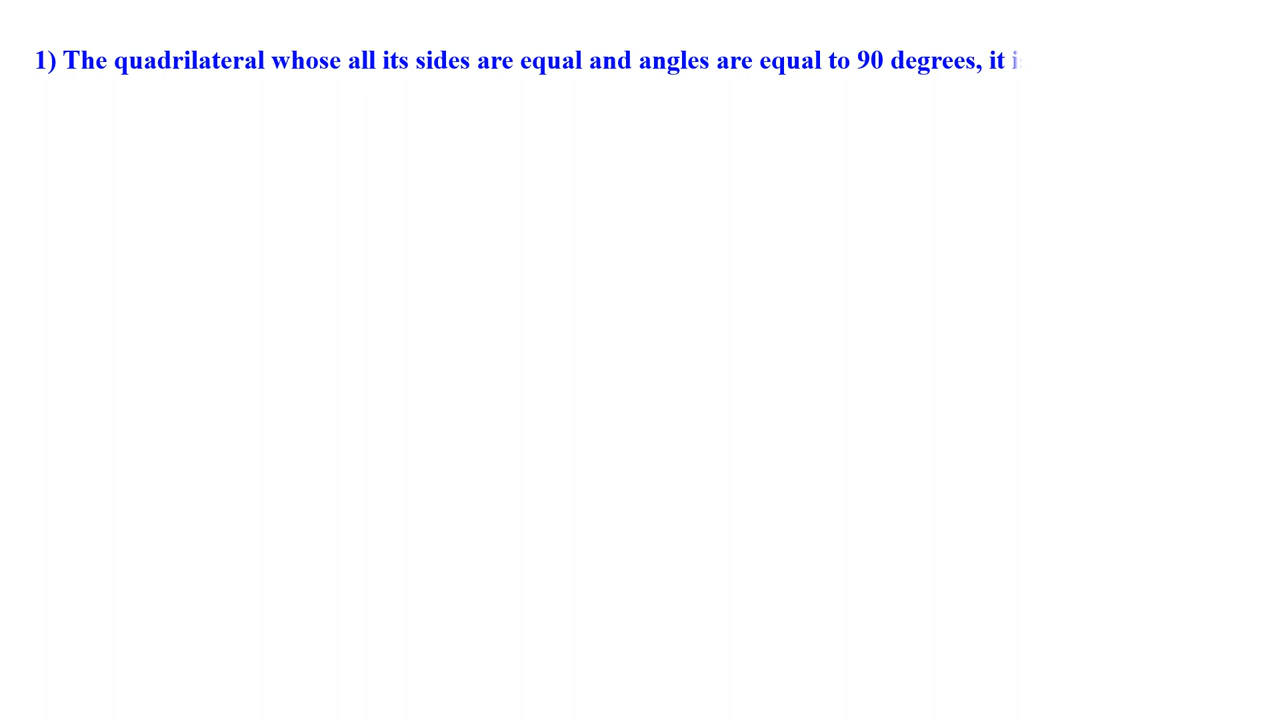 1) The quadrilateral whose all its sides are equal and angles are equal to 90 degrees, it